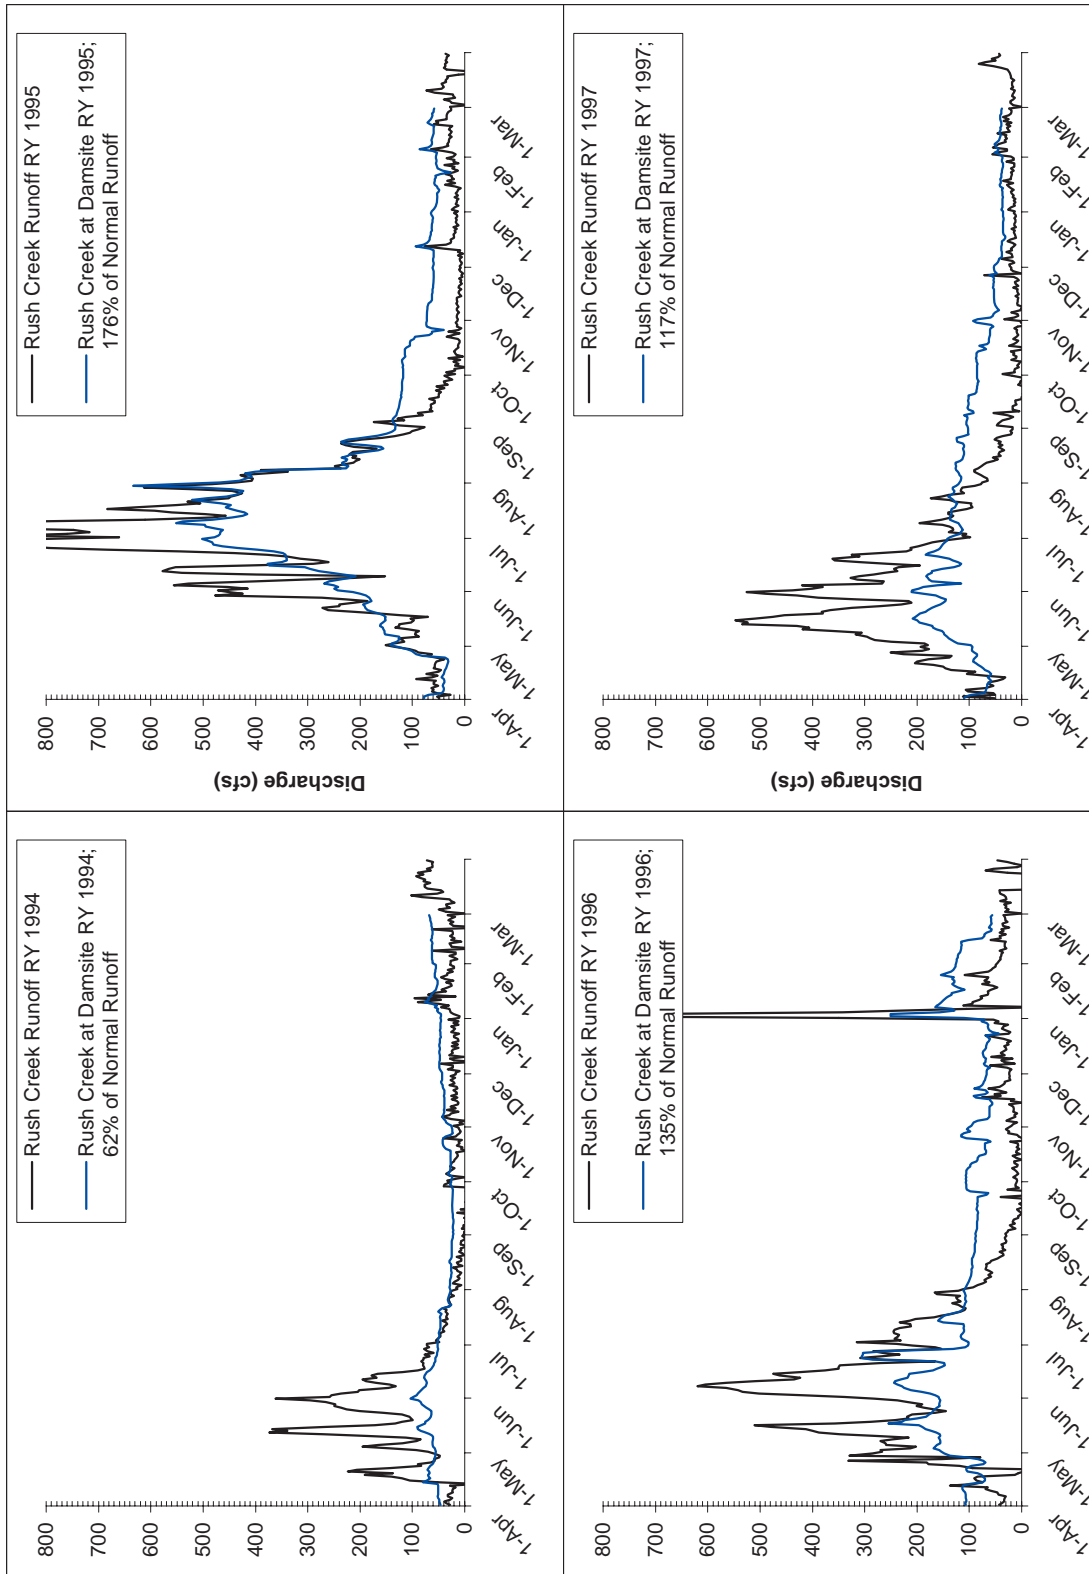 Rush Creek Runoff RY 1994
Rush Creek at Damsite RY 1994;
62% of Normal Runoff
800
700
600
500
400
300
200
100
0
1-Apr
1-May
1-Jun
1-Jul
1-Aug
1-Sep
1-Oct
1-Nov
1-Dec
1-Jan
1-Feb
1-Mar
Rush Creek Runoff RY 1995
Rush Creek at Damsite RY 1995;
176% of Normal Runoff
Discharge (cfs)
800
700
600
500
400
300
200
100
0
1-Apr
1-May
1-Jun
1-Jul
1-Aug
1-Sep
1-Oct
1-Nov
1-Dec
1-Jan
1-Feb
1-Mar
Rush Creek Runoff RY 1996
Rush Creek at Damsite RY 1996;
135% of Normal Runoff
800
700
600
500
400
300
200
100
0
1-Apr
1-May
1-Jun
1-Jul
1-Aug
1-Sep
1-Oct
1-Nov
1-Dec
1-Jan
1-Feb
1-Mar
Rush Creek Runoff RY 1997
Rush Creek at Damsite RY 1997;
117% of Normal Runoff
Discharge (cfs)
800
700
600
500
400
300
200
100
0
1-Apr
1-May
1-Jun
1-Jul
1-Aug
1-Sep
1-Oct
1-Nov
1-Dec
1-Jan
1-Feb
1-Mar